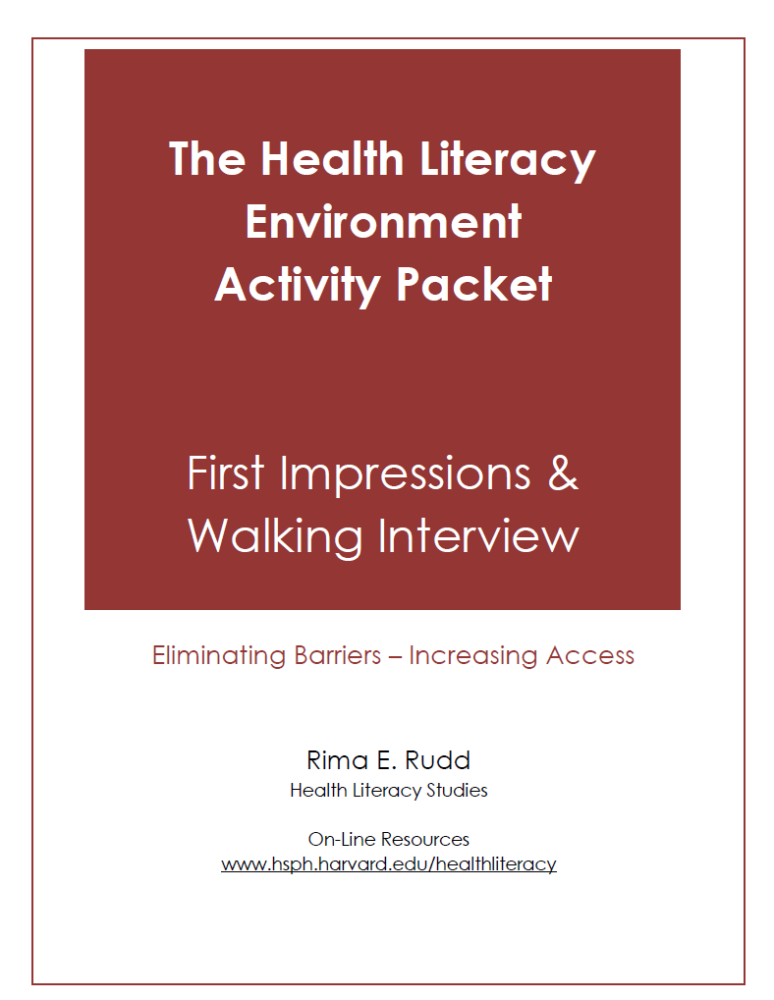 The Health Literacy
Environment
Activity Packet
First Impressions &
Walking Interview
Eliminating Barriers – Increasing Access
Rima E. Rudd
Health Literacy Studies
On-Line Resources
www.hsph.harvard.edu/healthliteracy